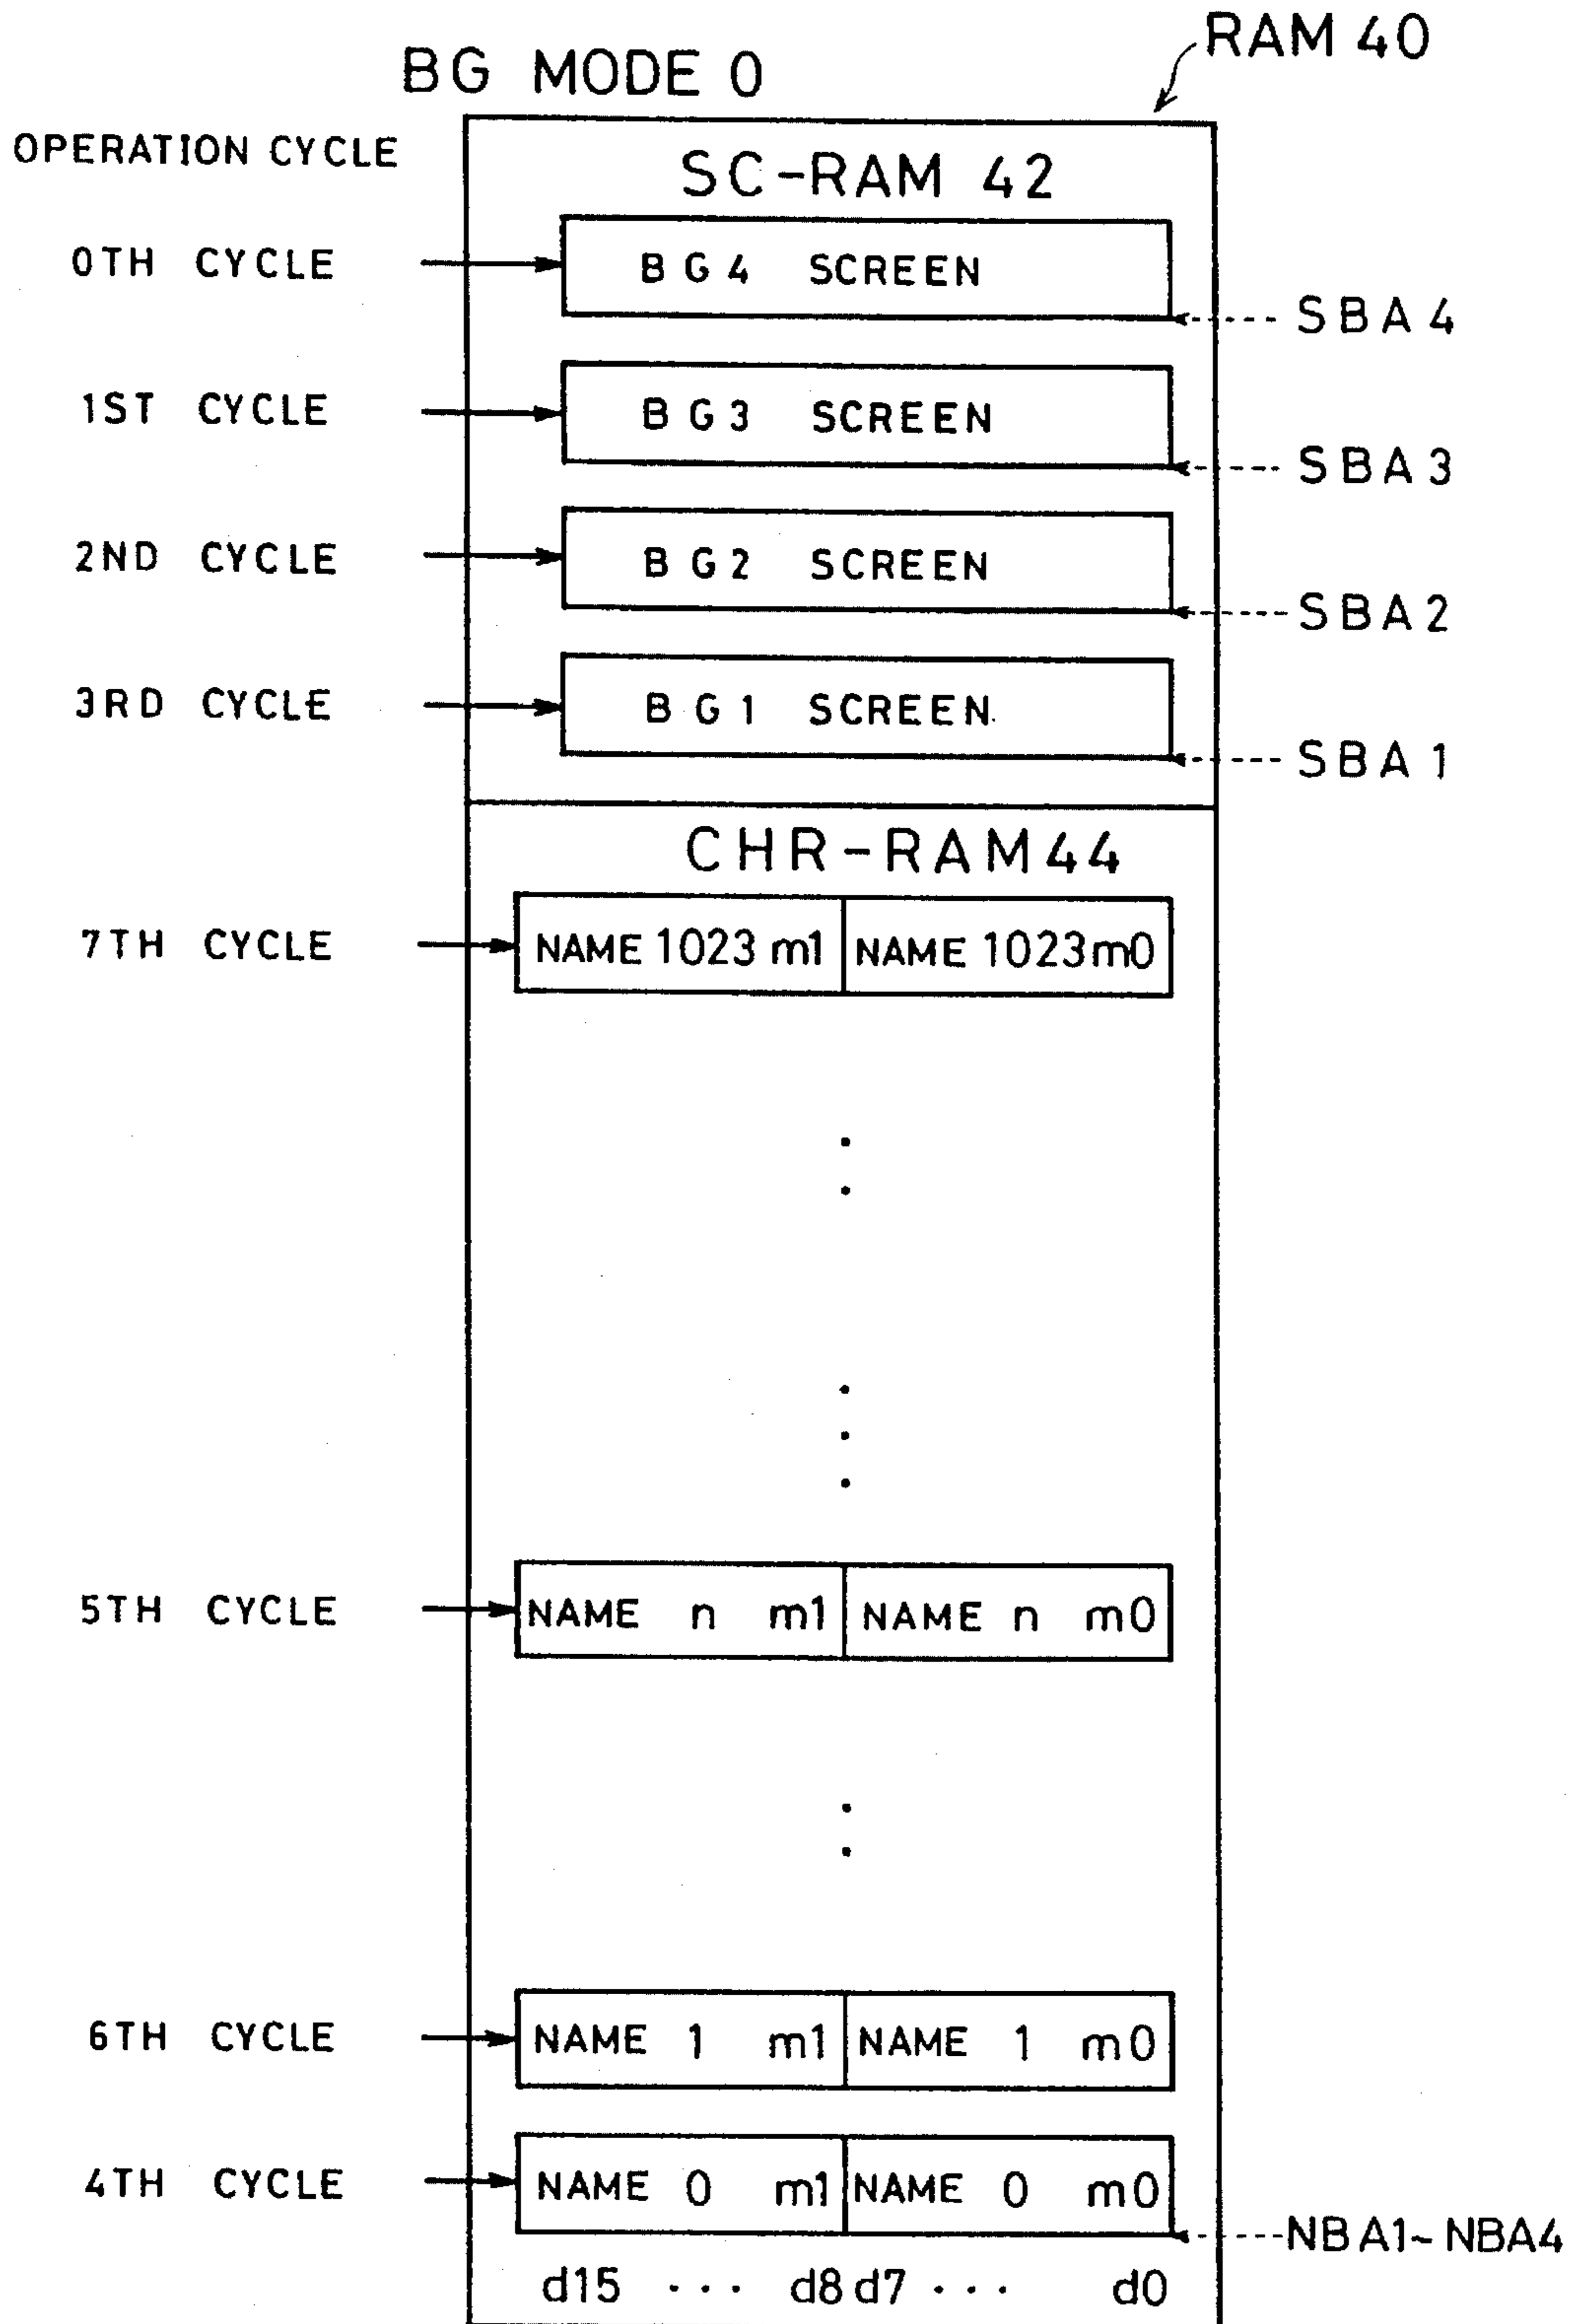 RAM 40
BG MODE 0
OPERATION CYCLE
SC-RAM 42
0TH CYCLE
BG4 SCREEN
SBA4
1ST CYCLE
BG3 SCREEN
SBA3
2ND CYCLE
BG2 SCREEN
SBA2
3RD CYCLE
BG1 SCREEN
SBA1
CHR-RAM44
7TH CYCLE
NAME 1023 m1
NAME 1023 m0
5TH CYCLE
NAME n m1
NAME n m0
6TH CYCLE
NAME 1 m1
NAME 1 m0
4TH CYCLE
NAME 0 m1
NAME 0 m0
NBA1~NBA4
d15 ... d8 d7 ... d0